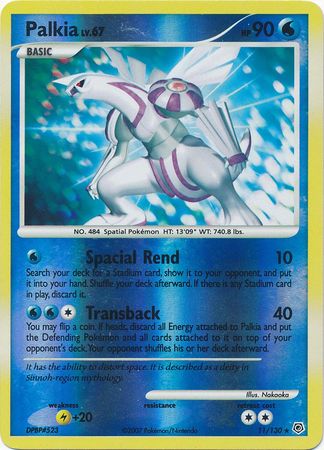 Palkia LV.67
HP 90
BASIC
NO. 484 Spatial Pokémon HT: 13'09" WT: 740.8 lbs.
Spacial Rend 10
Search your deck for a Stadium card, show it to your opponent, and put
it into your hand. Shuffle your deck afterward. If there is any Stadium card
in play, discard it.
Transback 40
You may flip a coin. If heads, discard all Energy attached to Palkia and put
the Defending Pokémon and all cards attached to it on top of
your opponent's deck. Your opponent shuffles his or her deck afterward.
It has the ability to distort space. It is described as a deity in
Sinnoh-region mythology.
Illus. Nakaoka
weakness resistance retreat cost
+20
DPBP#523
©2007 Pokémon/Nintendo
11/130